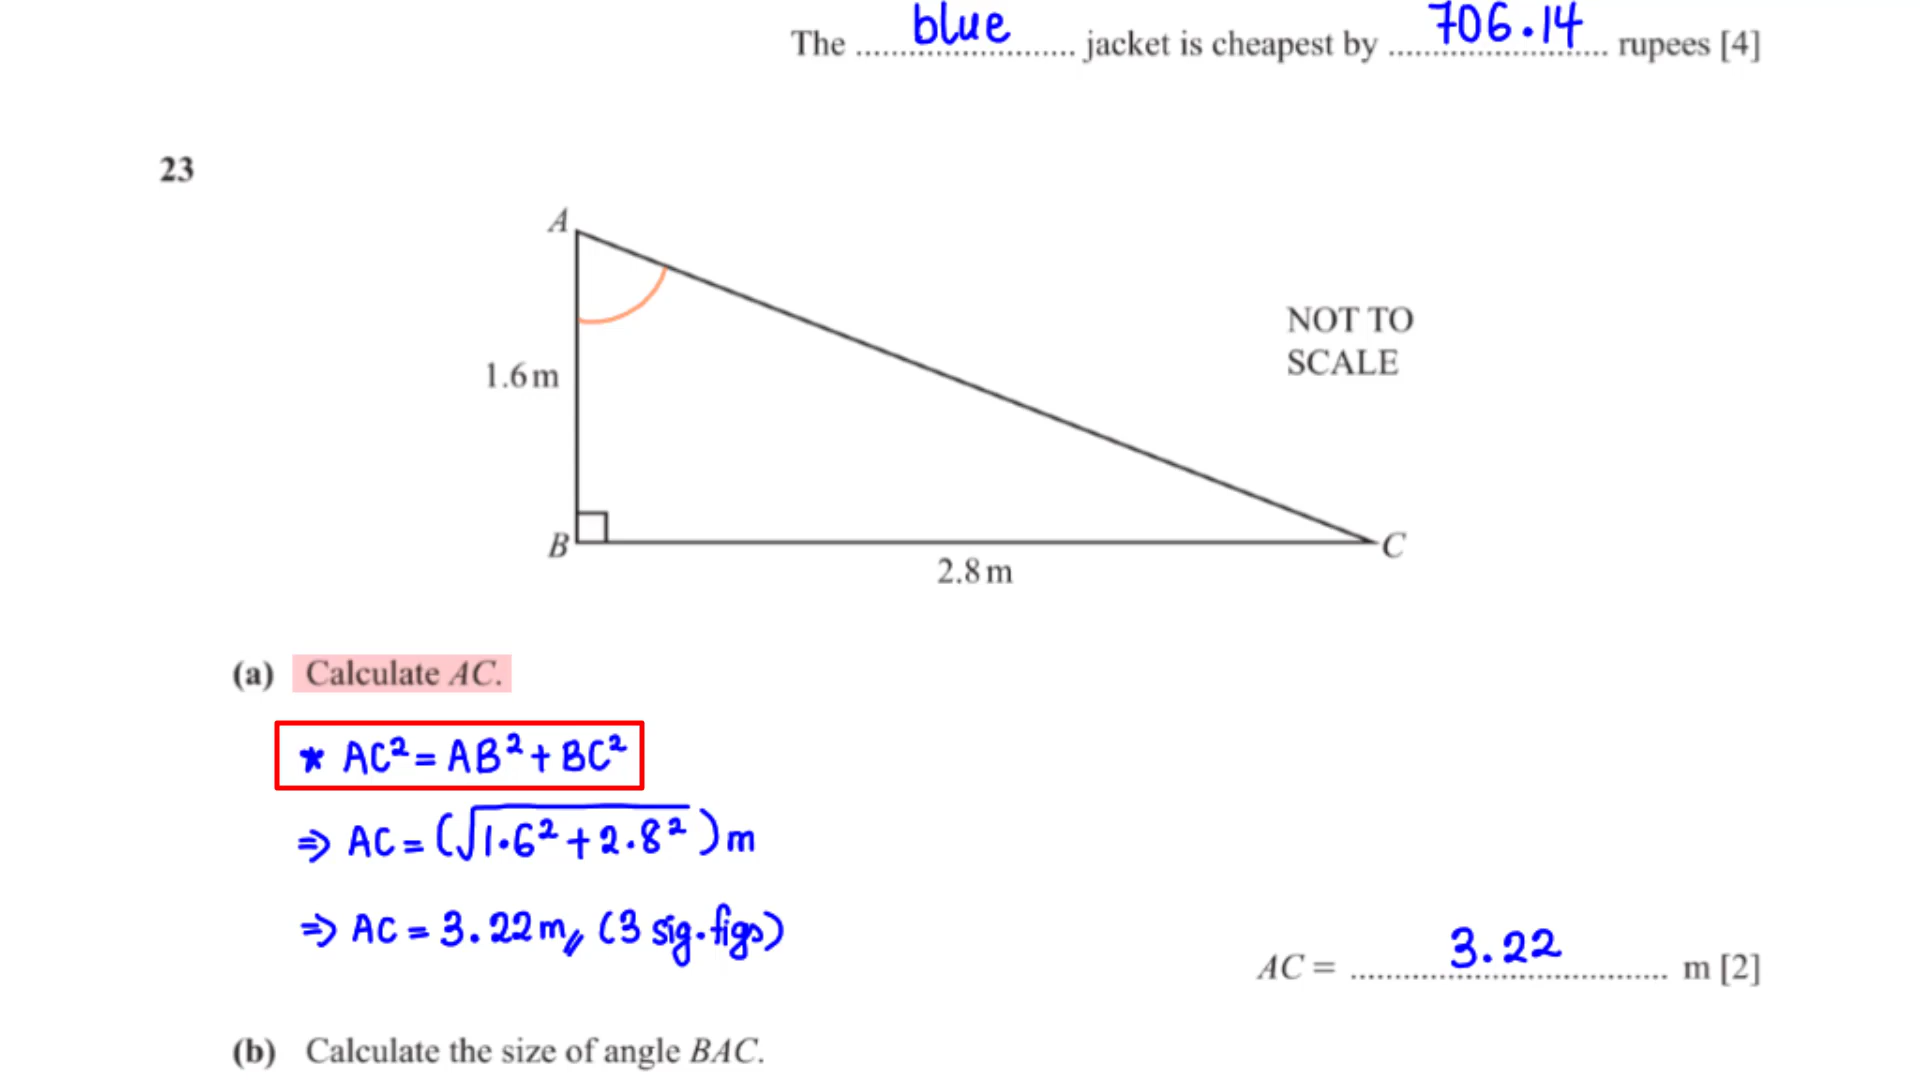 The blue jacket is cheapest by 706.14 rupees [4]
23
A
NOT TO
SCALE
1.6 m
B
C
2.8 m
(a) Calculate AC.
* AC² = AB² + BC²
⇒ AC = (√1.6² + 2.8²) m
⇒ AC = 3.22 m,, (3 sig. figs)
AC = 3.22 m [2]
(b) Calculate the size of angle BAC.